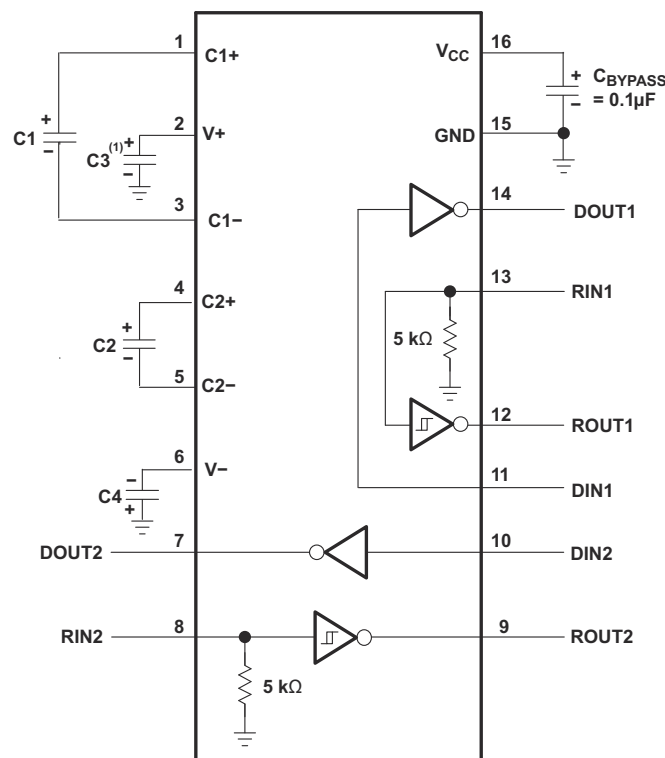 1 C1+ V_CC 16
C_BYPASS
= 0.1µF
C1
2 V+
C3(1)
GND 15
3 C1−
14 DOUT1
4 C2+
13 RIN1
C2
5 kΩ
5 C2−
12 ROUT1
6 V−
C4
11 DIN1
DOUT2 7 10 DIN2
RIN2 8 9 ROUT2
5 kΩ